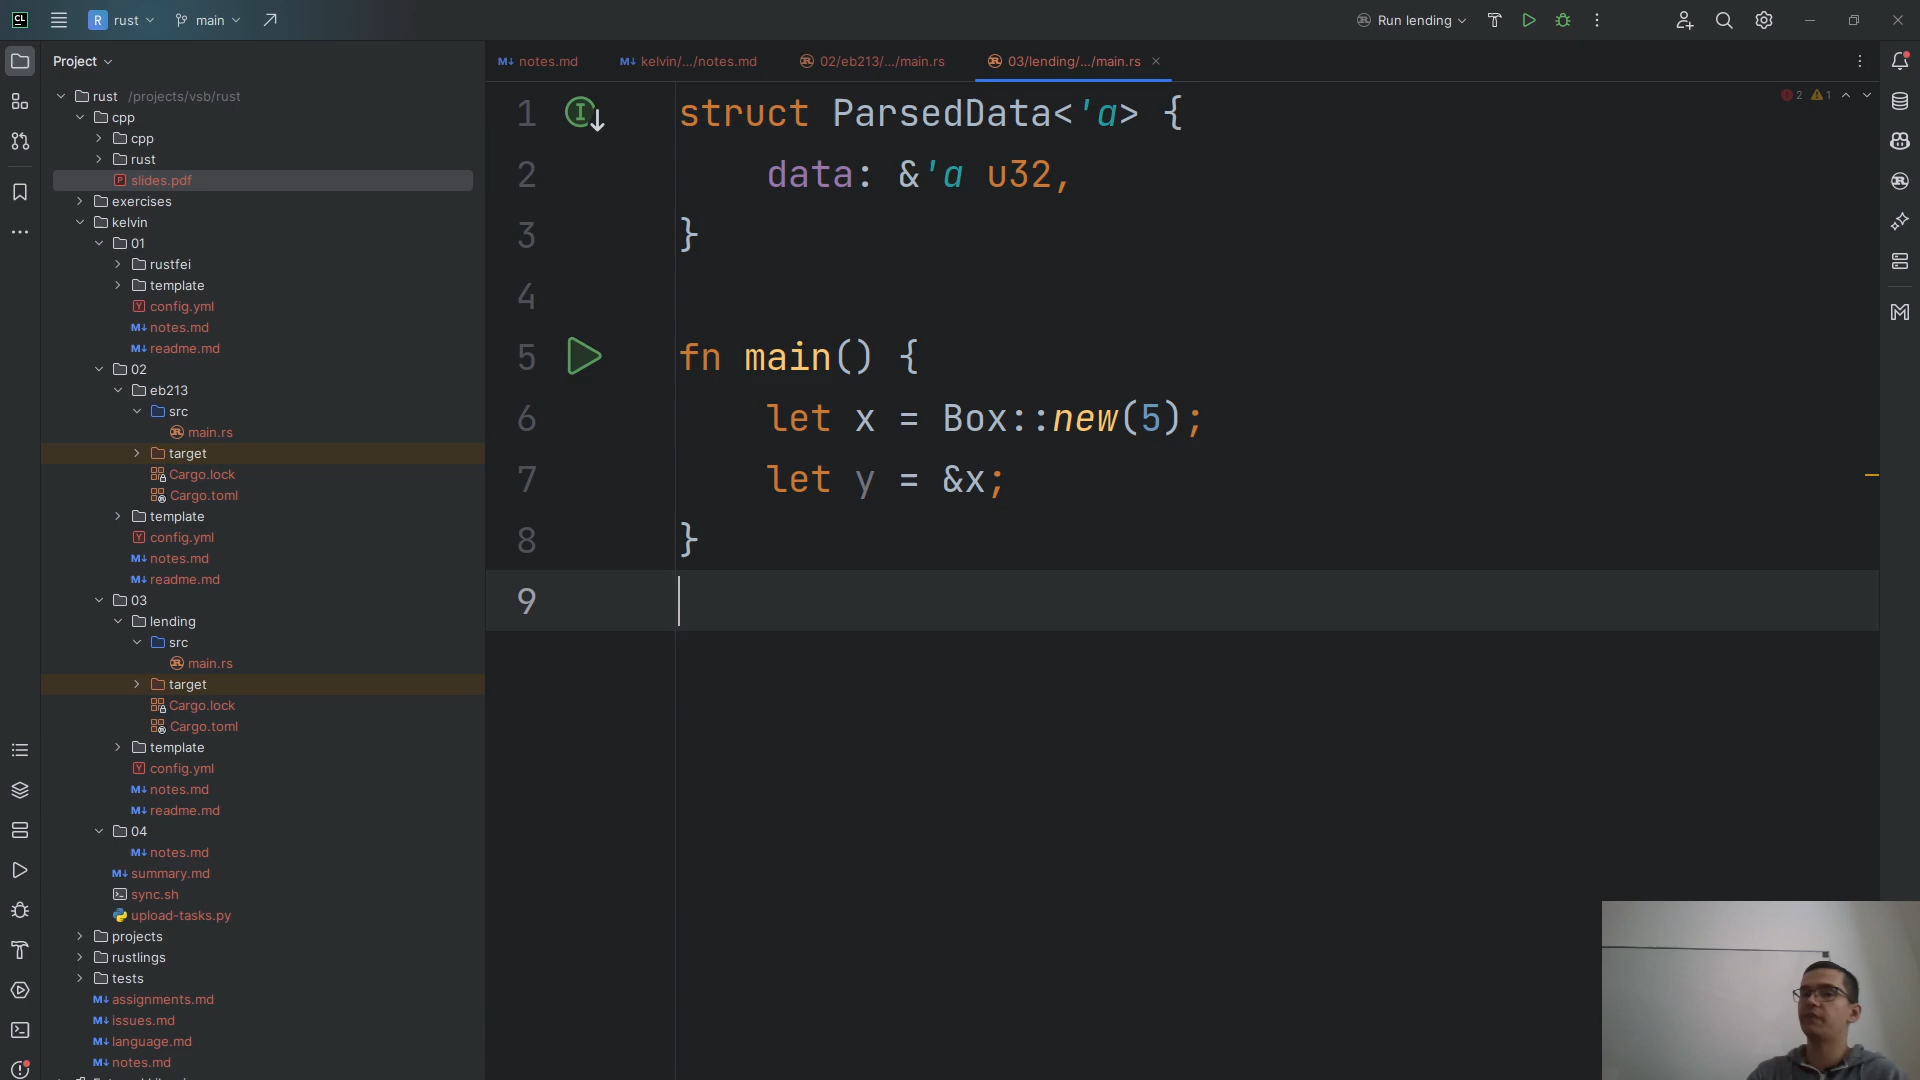 CL
R rust
main
Run lending
Project
notes.md
kelvin/.../notes.md
02/eb213/.../main.rs
03/lending/.../main.rs
rust /projects/vsb/rust
cpp
cpp
rust
slides.pdf
exercises
kelvin
01
rustfei
template
config.yml
notes.md
readme.md
02
eb213
src
main.rs
target
Cargo.lock
Cargo.toml
template
config.yml
notes.md
readme.md
03
lending
src
main.rs
target
Cargo.lock
Cargo.toml
template
config.yml
notes.md
readme.md
04
notes.md
summary.md
sync.sh
upload-tasks.py
projects
rustlings
tests
assignments.md
issues.md
language.md
notes.md
2 1
1 struct ParsedData<'a> {
2 data: &'a u32,
3 }
4
5 fn main() {
6 let x = Box::new(5);
7 let y = &x;
8 }
9